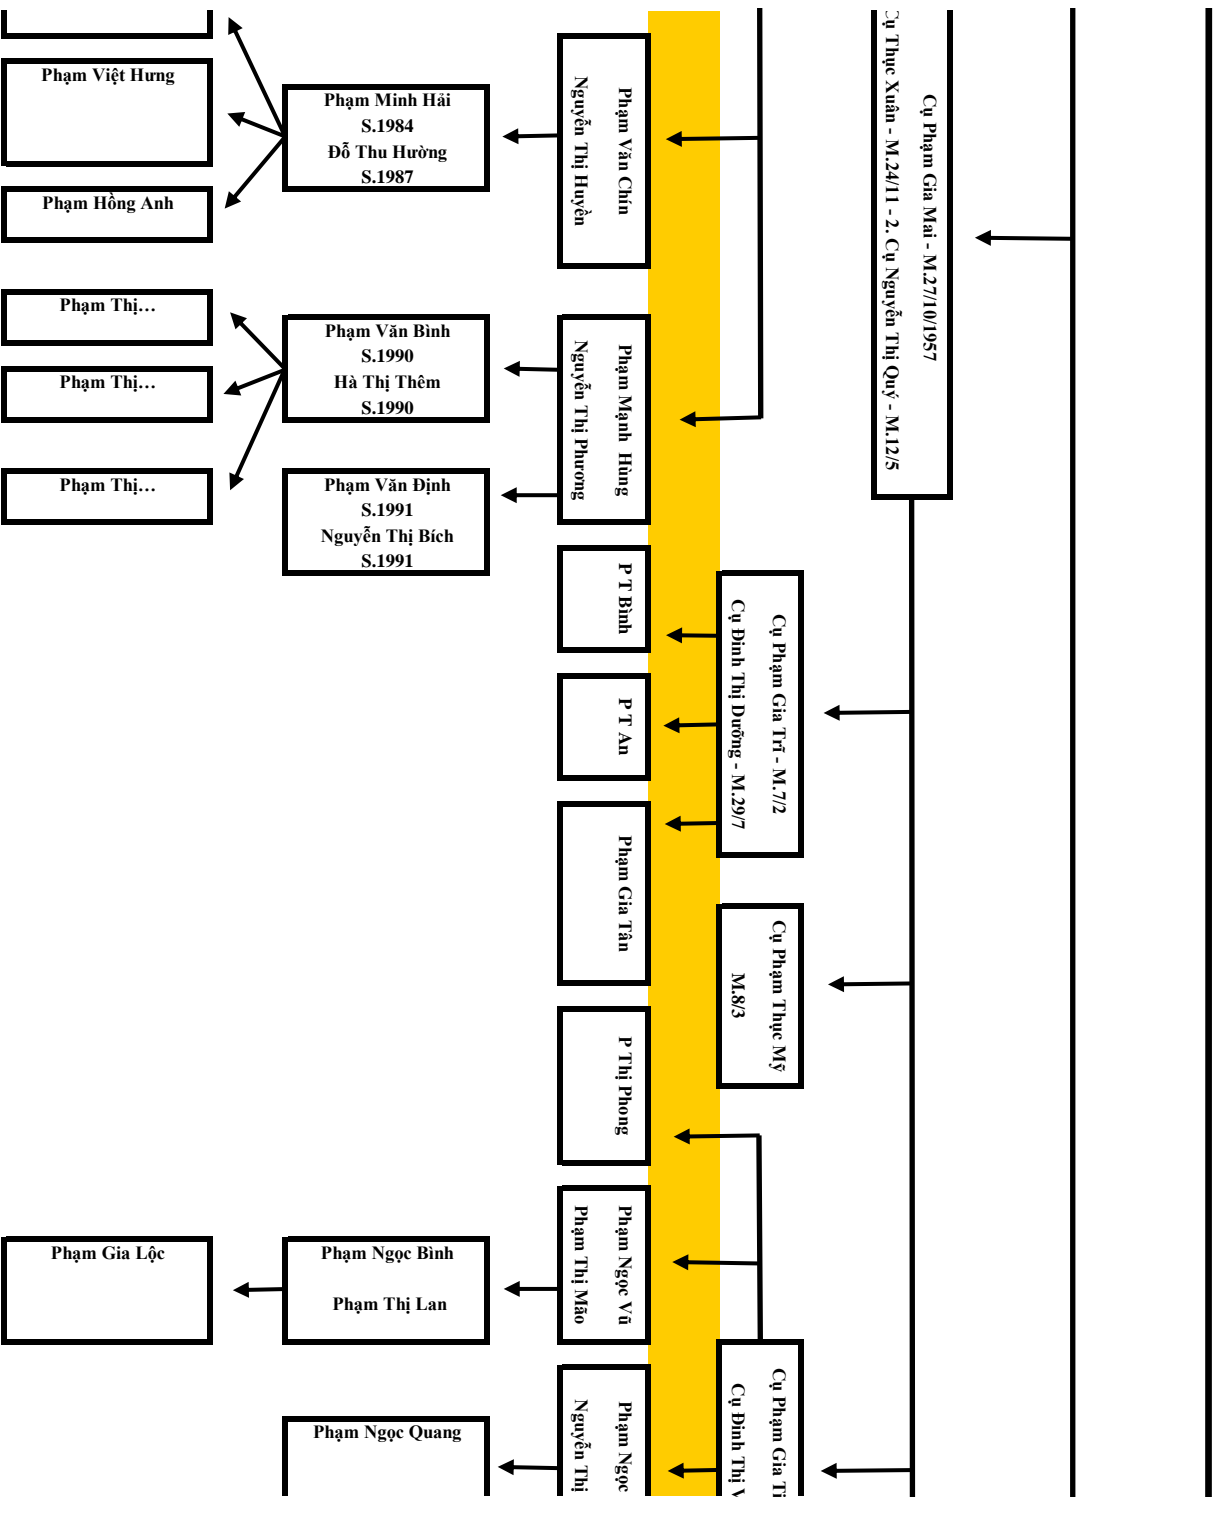 Phạm Việt Hưng
Phạm Hồng Anh
Phạm Thị…
Phạm Thị…
Phạm Thị…
Phạm Gia Lộc
Phạm Minh Hải
S.1984
Đỗ Thu Hường
S.1987
Phạm Văn Bình
S.1990
Hà Thị Thêm
S.1990
Phạm Văn Định
S.1991
Nguyễn Thị Bích
S.1991
Phạm Ngọc Bình
Phạm Thị Lan
Phạm Ngọc Quang
Phạm Văn Chín
Nguyễn Thị Huyền
Phạm Mạnh Hùng
Nguyễn Thị Phương
P T Bình
P T An
Phạm Gia Tân
P Thị Phong
Phạm Ngọc Vũ
Phạm Thị Mão
Phạm Ngọc
Nguyễn Thị
Cụ Phạm Gia Trĩ - M.7/2
Cụ Đinh Thị Dưỡng - M.29/7
Cụ Phạm Thục Mỹ
M.8/3
Cụ Phạm Gia
Cụ Đinh Thị
Cụ Phạm Gia Mai - M.27/10/1957
Cụ Thục Xuân - M.24/11 - 2. Cụ Nguyễn Thị Quý - M.12/5